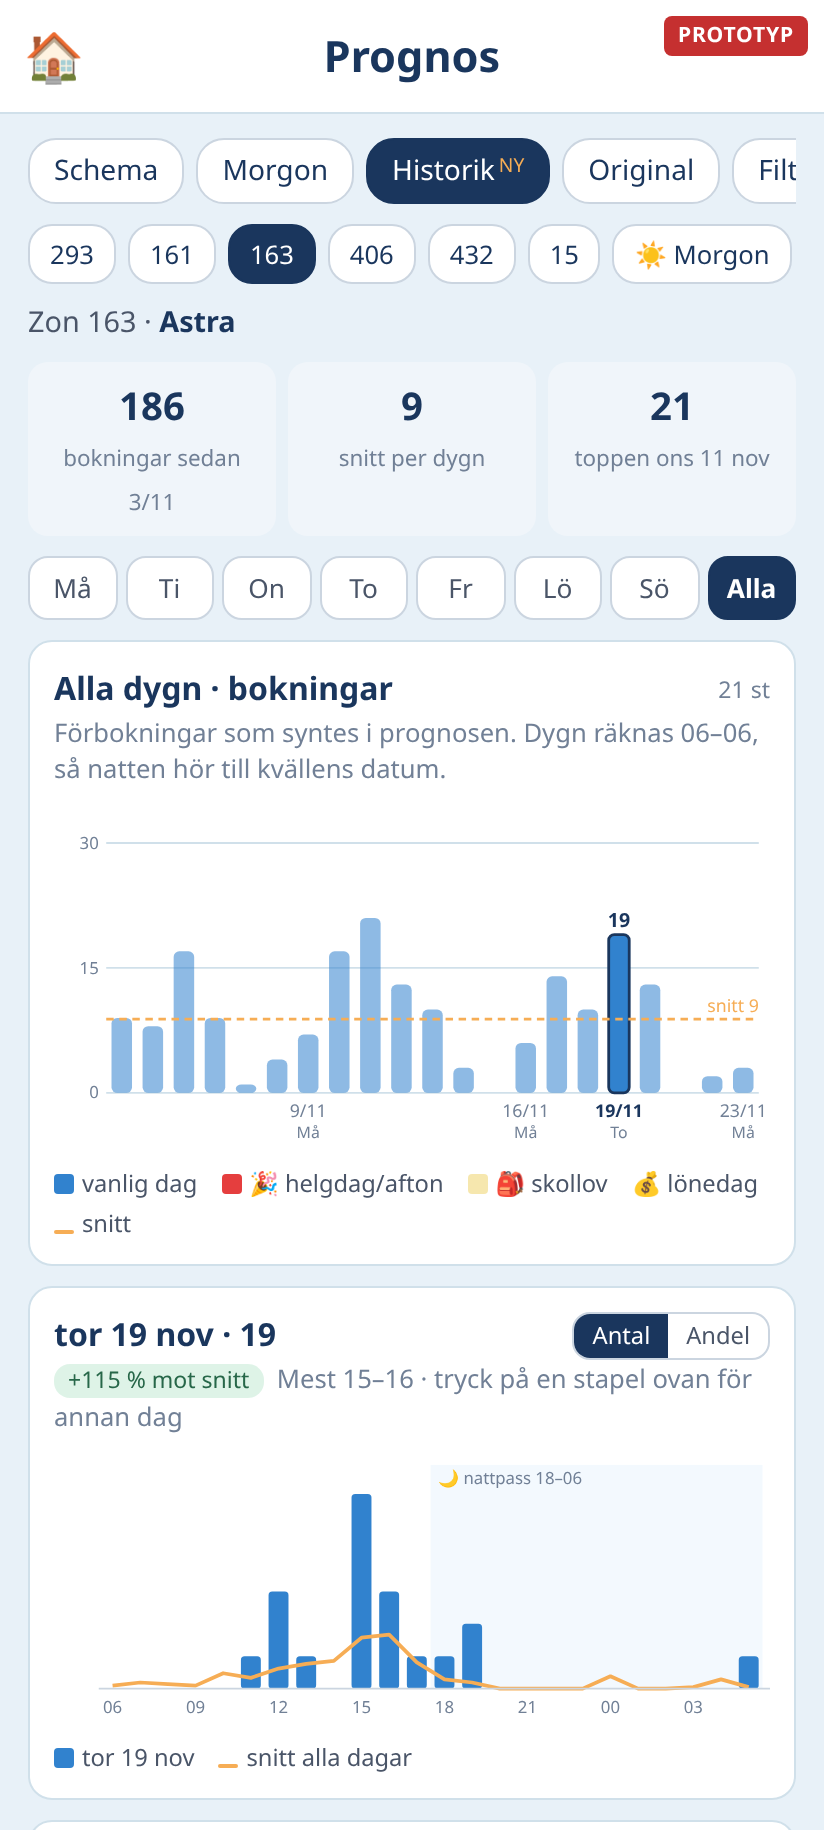 Prognos
PROTOTYP
Schema Morgon Historik NY Original Filt
293 161 163 406 432 15 Morgon
Zon 163 · Astra
186 9 21
bokningar sedan 3/11
snitt per dygn
toppen ons 11 nov
Må Ti On To Fr Lö Sö Alla
Alla dygn · bokningar 21 st
Förbokningar som syntes i prognosen. Dygn räknas 06–06,
så natten hör till kvällens datum.
30
19
15
snitt 9
0
9/11 16/11 19/11 23/11
Må Må To Må
vanlig dag helgdag/afton skollov lönedag
snitt
tor 19 nov · 19 Antal Andel
+115 % mot snitt Mest 15–16 · tryck på en stapel ovan för
annan dag
nattpass 18–06
06 09 12 15 18 21 00 03
tor 19 nov snitt alla dagar